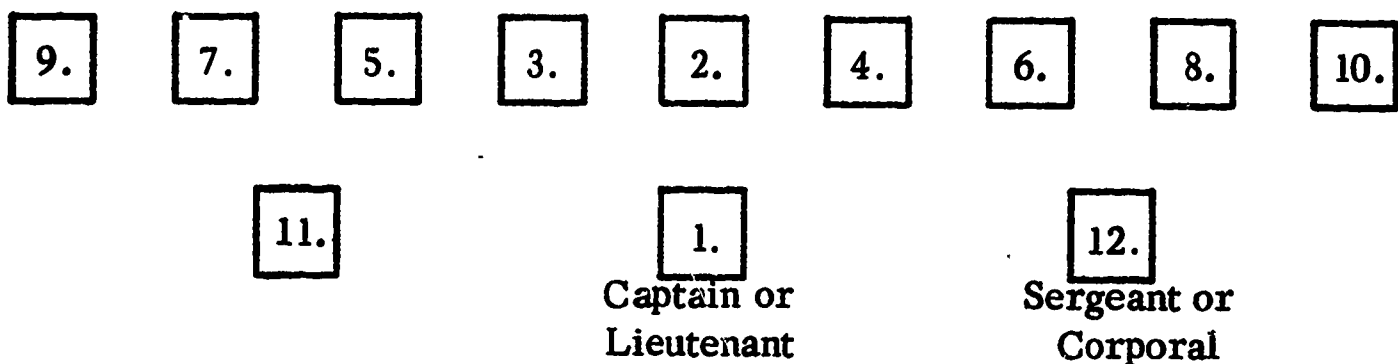 9. 7. 5. 3. 2. 4. 6. 8. 10.
11. 1. 12.
Captain or
Lieutenant
Sergeant or
Corporal